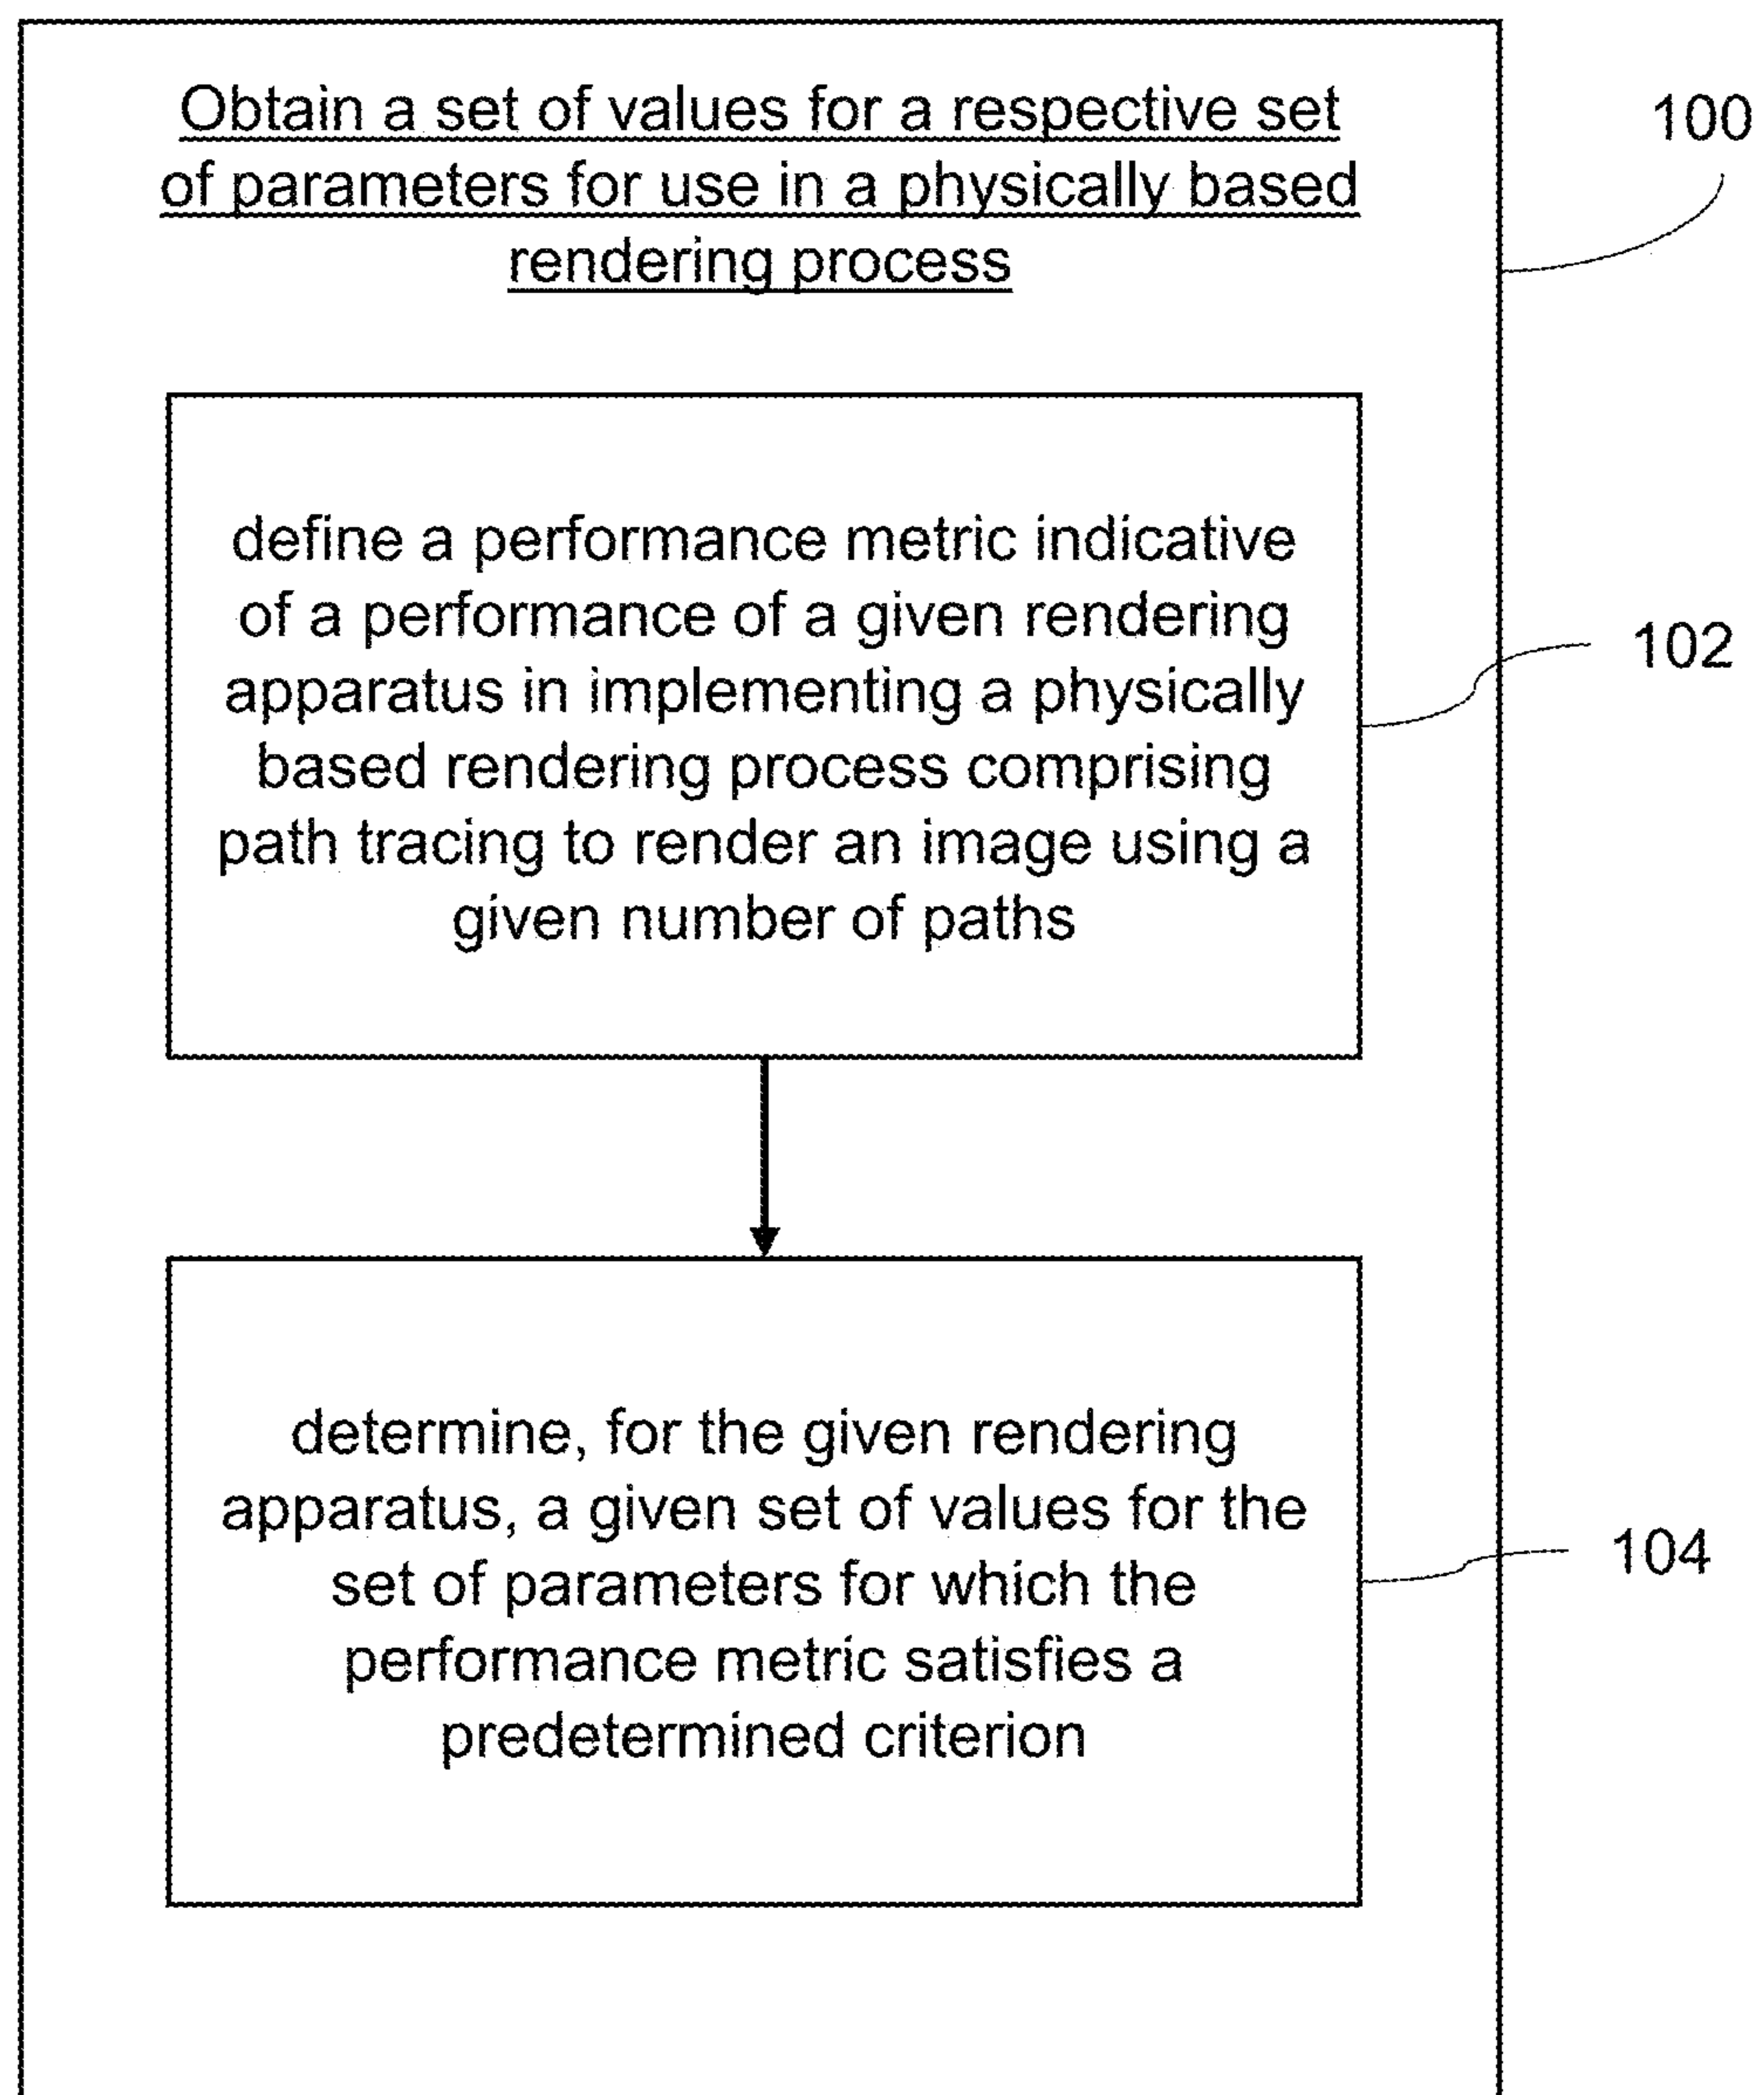 Obtain a set of values for a respective set
of parameters for use in a physically based
rendering process
100
define a performance metric indicative
of a performance of a given rendering
apparatus in implementing a physically
based rendering process comprising
path tracing to render an image using a
given number of paths
102
determine, for the given rendering
apparatus, a given set of values for the
set of parameters for which the
performance metric satisfies a
predetermined criterion
104